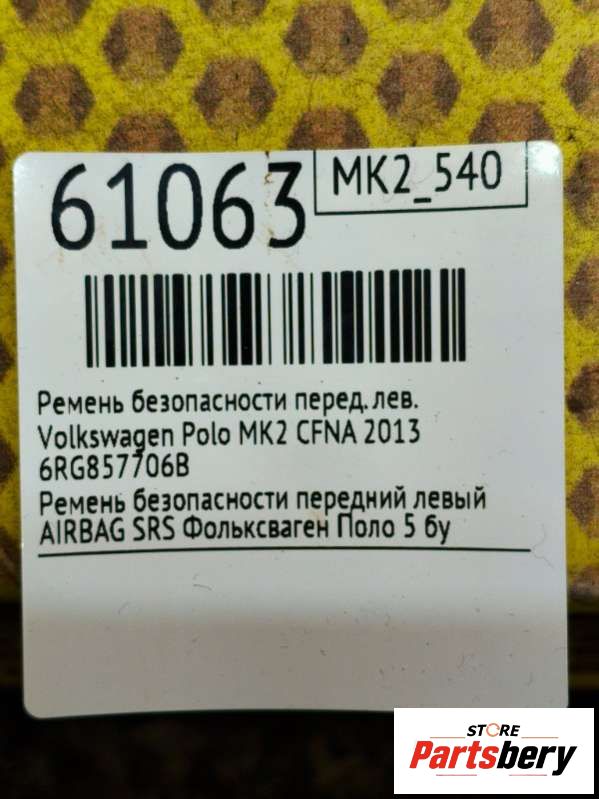 61063
MK2_540
Ремень безопасности перед. лев.
Volkswagen Polo MK2 CFNA 2013
6RG857706B
Ремень безопасности передний левый
AIRBAG SRS Фольксваген Поло 5 бу
STORE
Partsbery